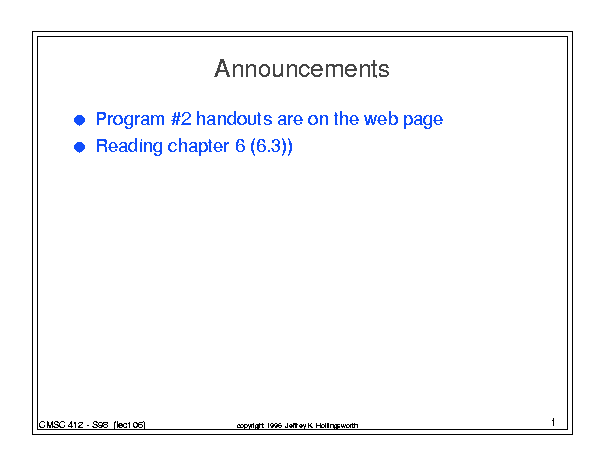 Announcements
Program #2 handouts are on the web page
Reading chapter 6 (6.3))
CMSC 412 - S98 (lect 06)
copyright 1996 Jeffrey K. Hollingsworth
1